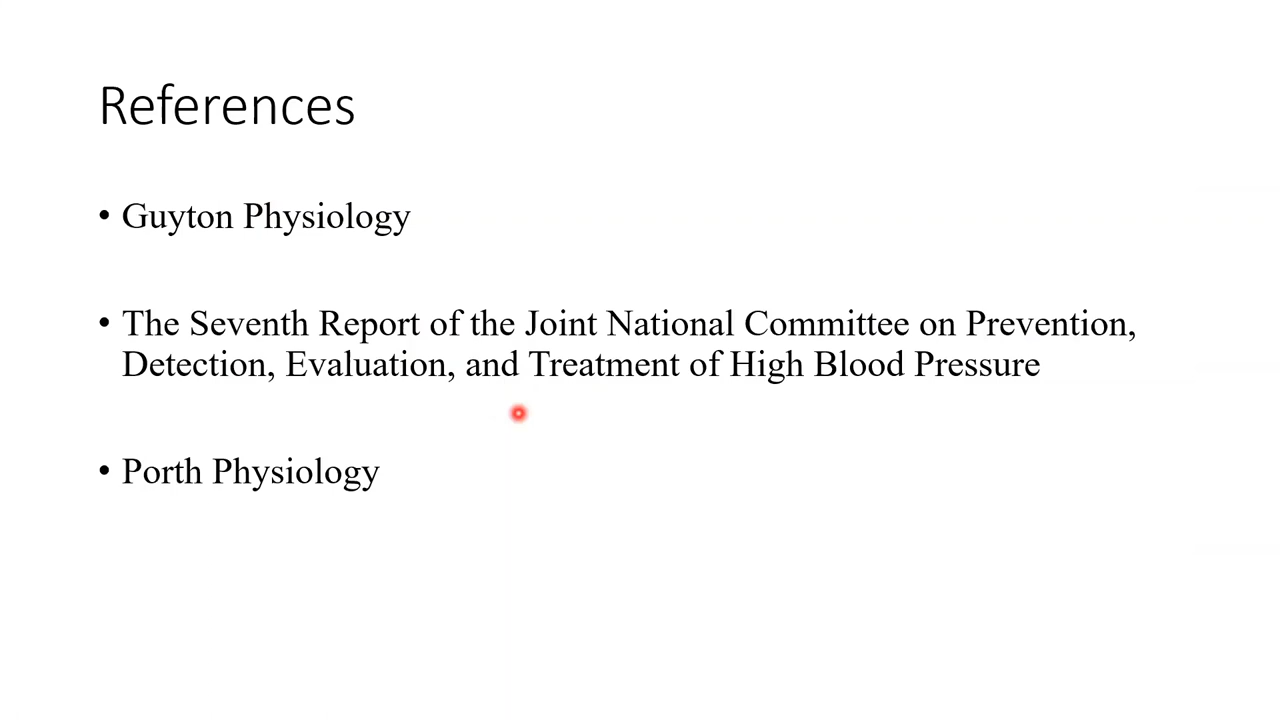 References
• Guyton Physiology
• The Seventh Report of the Joint National Committee on Prevention,
Detection, Evaluation, and Treatment of High Blood Pressure
• Porth Physiology